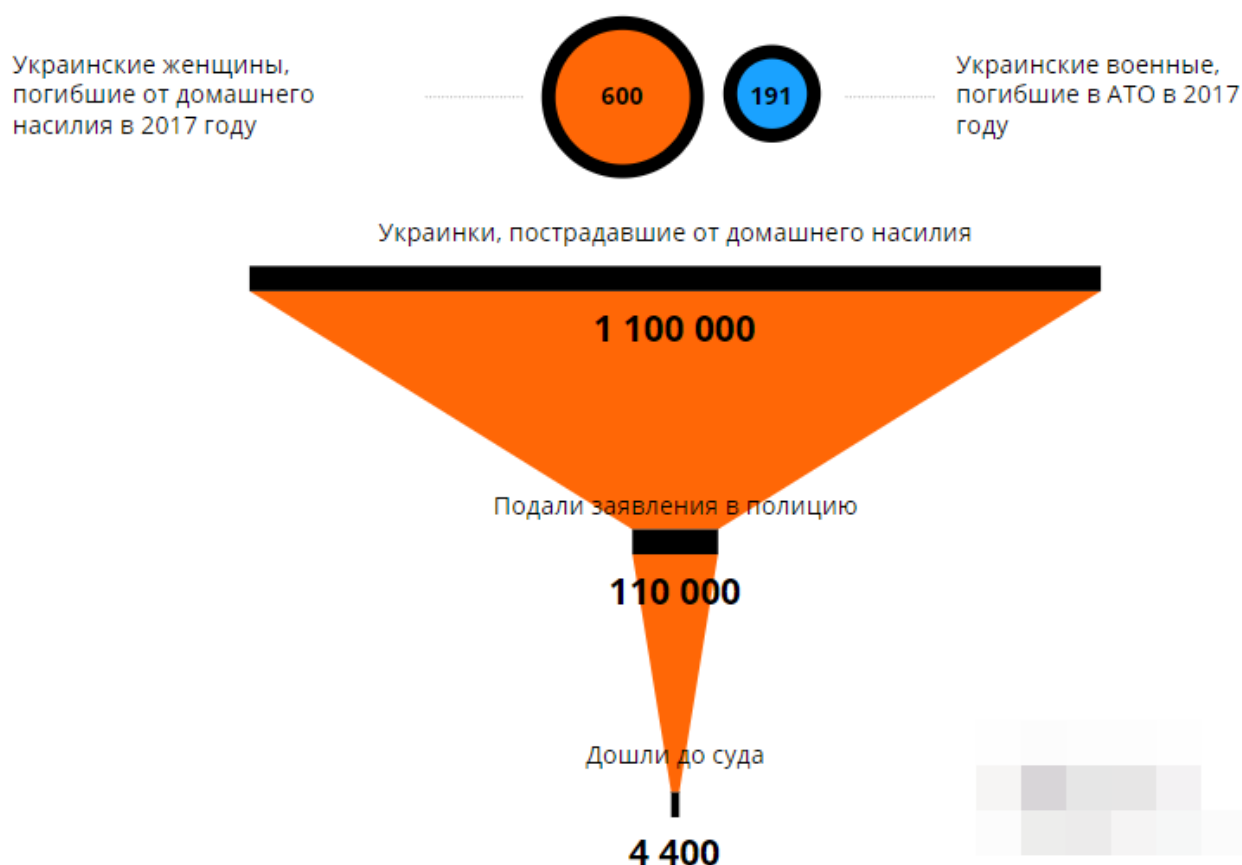 Украинские женщины,
погибшие от домашнего
насилия в 2017 году
600
191
Украинские военные,
погибшие в АТО в 2017
году
Украинки, пострадавшие от домашнего насилия
1 100 000
Подали заявления в полицию
110 000
Дошли до суда
4 400